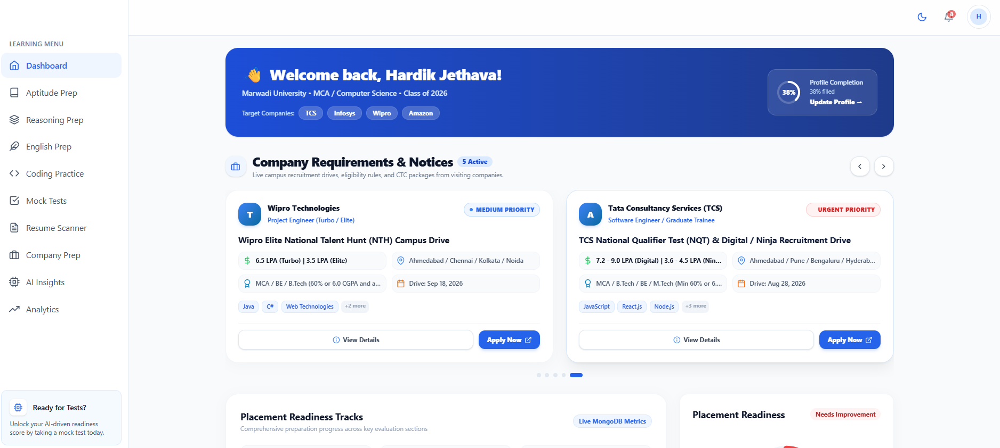 8
H
LEARNING MENU
Dashboard
Aptitude Prep
Reasoning Prep
English Prep
Coding Practice
Mock Tests
Resume Scanner
Company Prep
AI Insights
Analytics
Ready for Tests?
Unlock your AI-driven readiness
score by taking a mock test today.
👋 Welcome back, Hardik Jethava!
Marwadi University • MCA / Computer Science • Class of 2026
Target Companies: TCS Infosys Wipro Amazon
38%
Profile Completion
38% filled
Update Profile →
Company Requirements & Notices 5 Active
Live campus recruitment drives, eligibility rules, and CTC packages from visiting companies.
T
Wipro Technologies
Project Engineer (Turbo / Elite)
MEDIUM PRIORITY
Wipro Elite National Talent Hunt (NTH) Campus Drive
6.5 LPA (Turbo) | 3.5 LPA (Elite)
Ahmedabad / Chennai / Kolkata / Noida
MCA / BE / B.Tech (60% or 6.0 CGPA and a...
Drive: Sep 18, 2026
Java C# Web Technologies +2 more
View Details
Apply Now
A
Tata Consultancy Services (TCS)
Software Engineer / Graduate Trainee
URGENT PRIORITY
TCS National Qualifier Test (NQT) & Digital / Ninja Recruitment Drive
7.2 - 9.0 LPA (Digital) | 3.6 - 4.5 LPA (Nin...
Ahmedabad / Pune / Bengaluru / Hyderab...
MCA / B.Tech / BE / M.Tech (Min 60% or 6....
Drive: Aug 28, 2026
JavaScript React.js Node.js +3 more
View Details
Apply Now
Placement Readiness Tracks
Comprehensive preparation progress across key evaluation sections
Live MongoDB Metrics
Placement Readiness
Needs Improvement